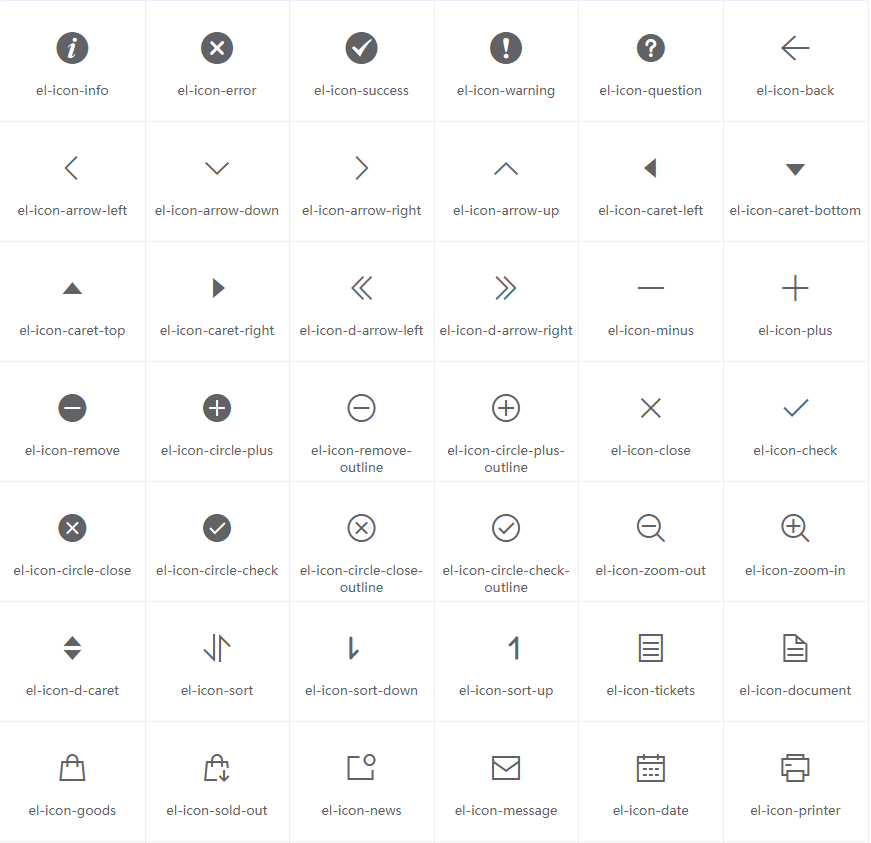 el-icon-info el-icon-error el-icon-success el-icon-warning el-icon-question el-icon-back
el-icon-arrow-left el-icon-arrow-down el-icon-arrow-right el-icon-arrow-up el-icon-caret-left el-icon-caret-bottom
el-icon-caret-top el-icon-caret-right el-icon-d-arrow-left el-icon-d-arrow-right el-icon-minus el-icon-plus
el-icon-remove el-icon-circle-plus el-icon-remove- el-icon-circle-plus- el-icon-close el-icon-check
outline outline
el-icon-circle-close el-icon-circle-check el-icon-circle-close- el-icon-circle-check- el-icon-zoom-out el-icon-zoom-in
outline outline
el-icon-d-caret el-icon-sort el-icon-sort-down el-icon-sort-up el-icon-tickets el-icon-document
el-icon-goods el-icon-sold-out el-icon-news el-icon-message el-icon-date el-icon-printer